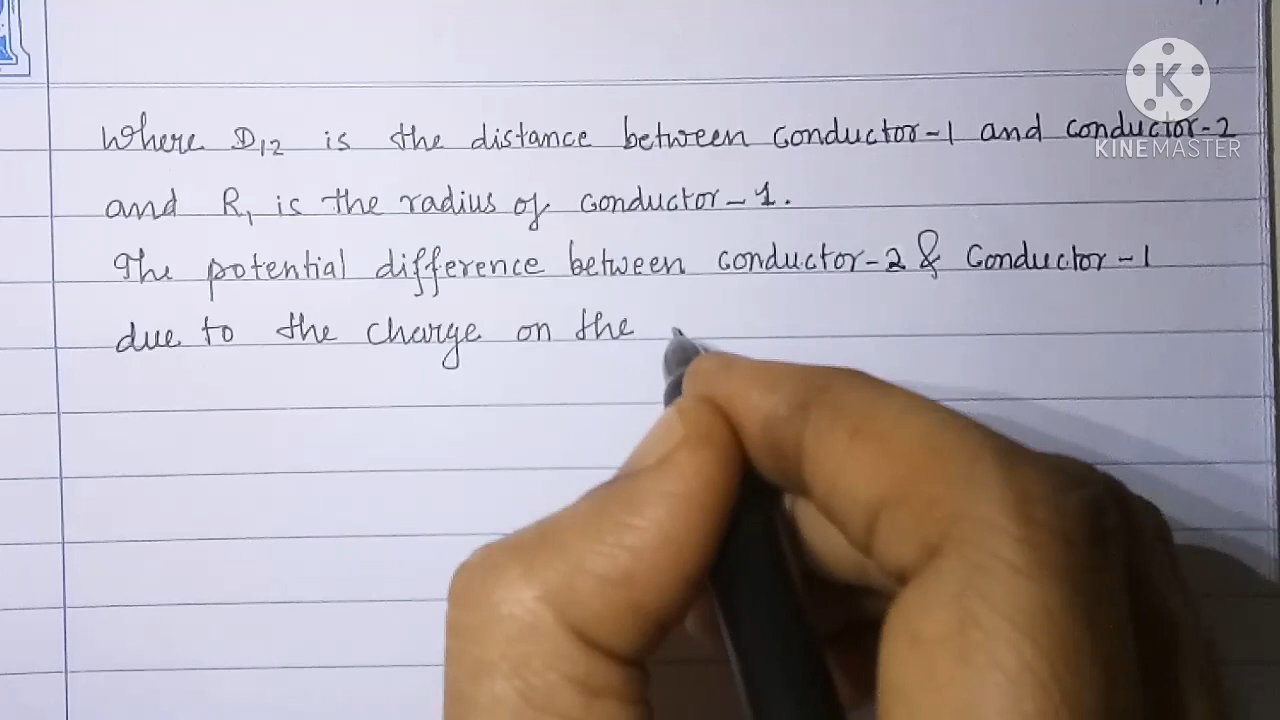 K
KINEMASTER
Where D₁₂ is the distance between conductor-1 and conductor-2
and R₁ is the radius of conductor-1.
The potential difference between conductor-2 & conductor-1
due to the charge on the